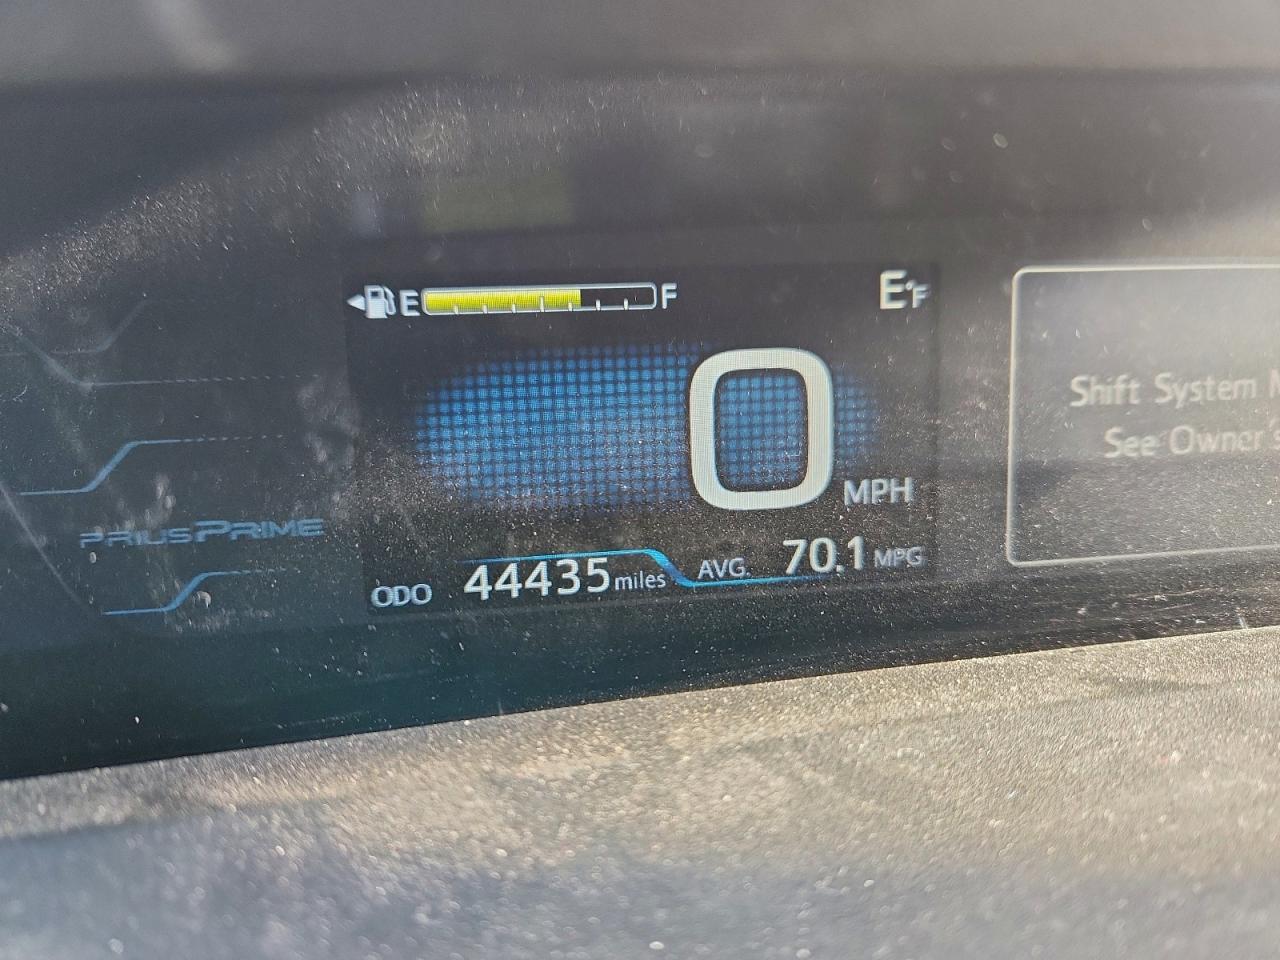 E F
E°F
0 MPH
Shift System
See Owner's
PRIUS PRIME
ODO 44435 miles AVG. 70.1 MPG